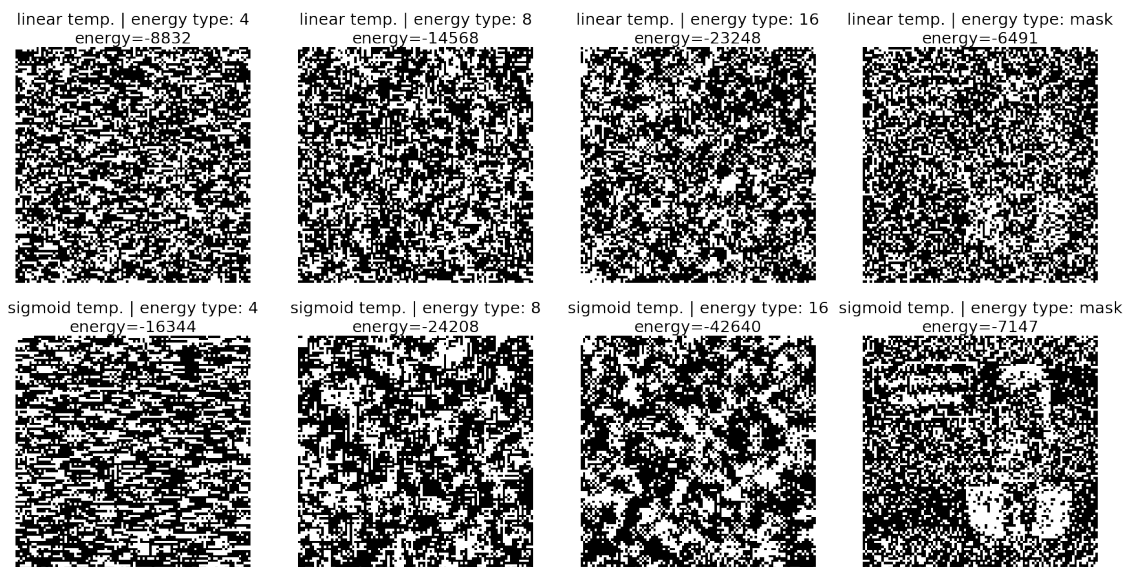 linear temp. | energy type: 4
energy=-8832
linear temp. | energy type: 8
energy=-14568
linear temp. | energy type: 16
energy=-23248
linear temp. | energy type: mask
energy=-6491
sigmoid temp. | energy type: 4
energy=-16344
sigmoid temp. | energy type: 8
energy=-24208
sigmoid temp. | energy type: 16
energy=-42640
sigmoid temp. | energy type: mask
energy=-7147